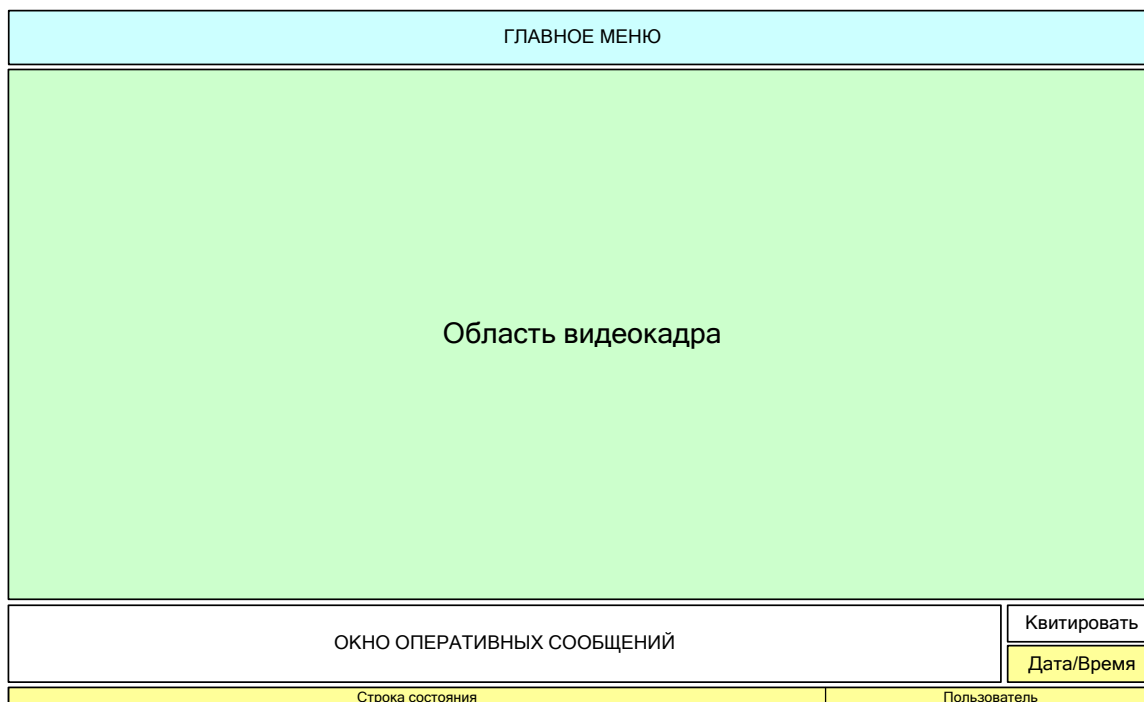 ГЛАВНОЕ МЕНЮ
Область видеокадра
ОКНО ОПЕРАТИВНЫХ СООБЩЕНИЙ
Квитировать
Дата/Время
Строка состояния
Пользователь